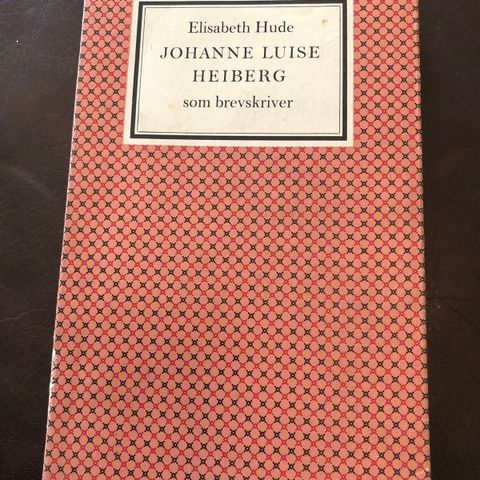 Elisabeth Hude
JOHANNE LUISE
HEIBERG
som brevskriver